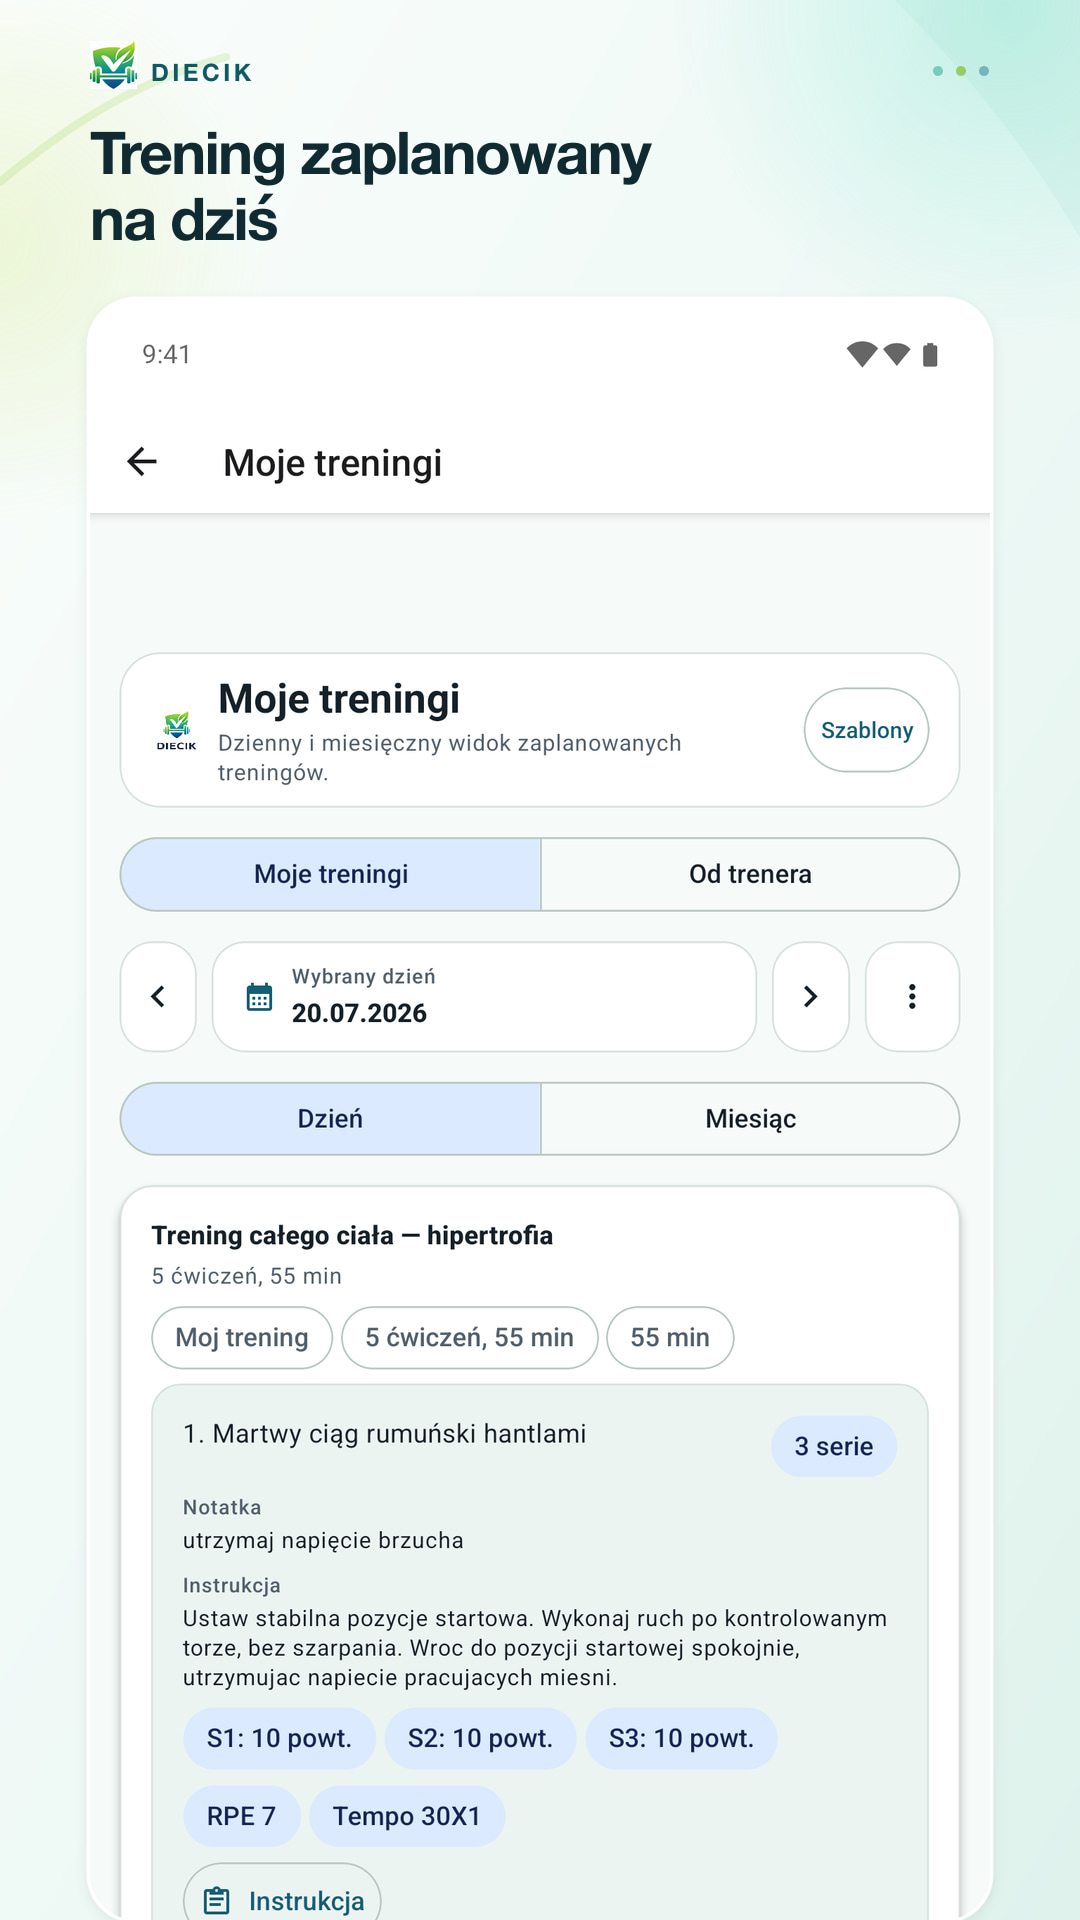 DIECIK
Trening zaplanowany
na dziś
9:41
Moje treningi
Moje treningi
Dzienny i miesięczny widok zaplanowanych
treningów.
DIECIK
Szablony
Moje treningi
Od trenera
Wybrany dzień
20.07.2026
Dzień
Miesiąc
Trening całego ciała — hipertrofia
5 ćwiczeń, 55 min
Moj trening
5 ćwiczeń, 55 min
55 min
1. Martwy ciąg rumuński hantlami
3 serie
Notatka
utrzymaj napięcie brzucha
Instrukcja
Ustaw stabilna pozycje startowa. Wykonaj ruch po kontrolowanym
torze, bez szarpania. Wroc do pozycji startowej spokojnie,
utrzymujac napiecie pracujacych miesni.
S1: 10 powt.
S2: 10 powt.
S3: 10 powt.
RPE 7
Tempo 30X1
Instrukcja